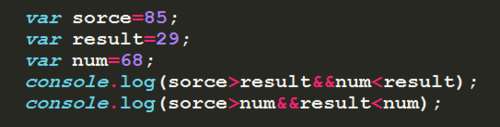 var sorce=85;
var result=29;
var num=68;
console.log(sorce>result&&num<result);
console.log(sorce>num&&result<num);